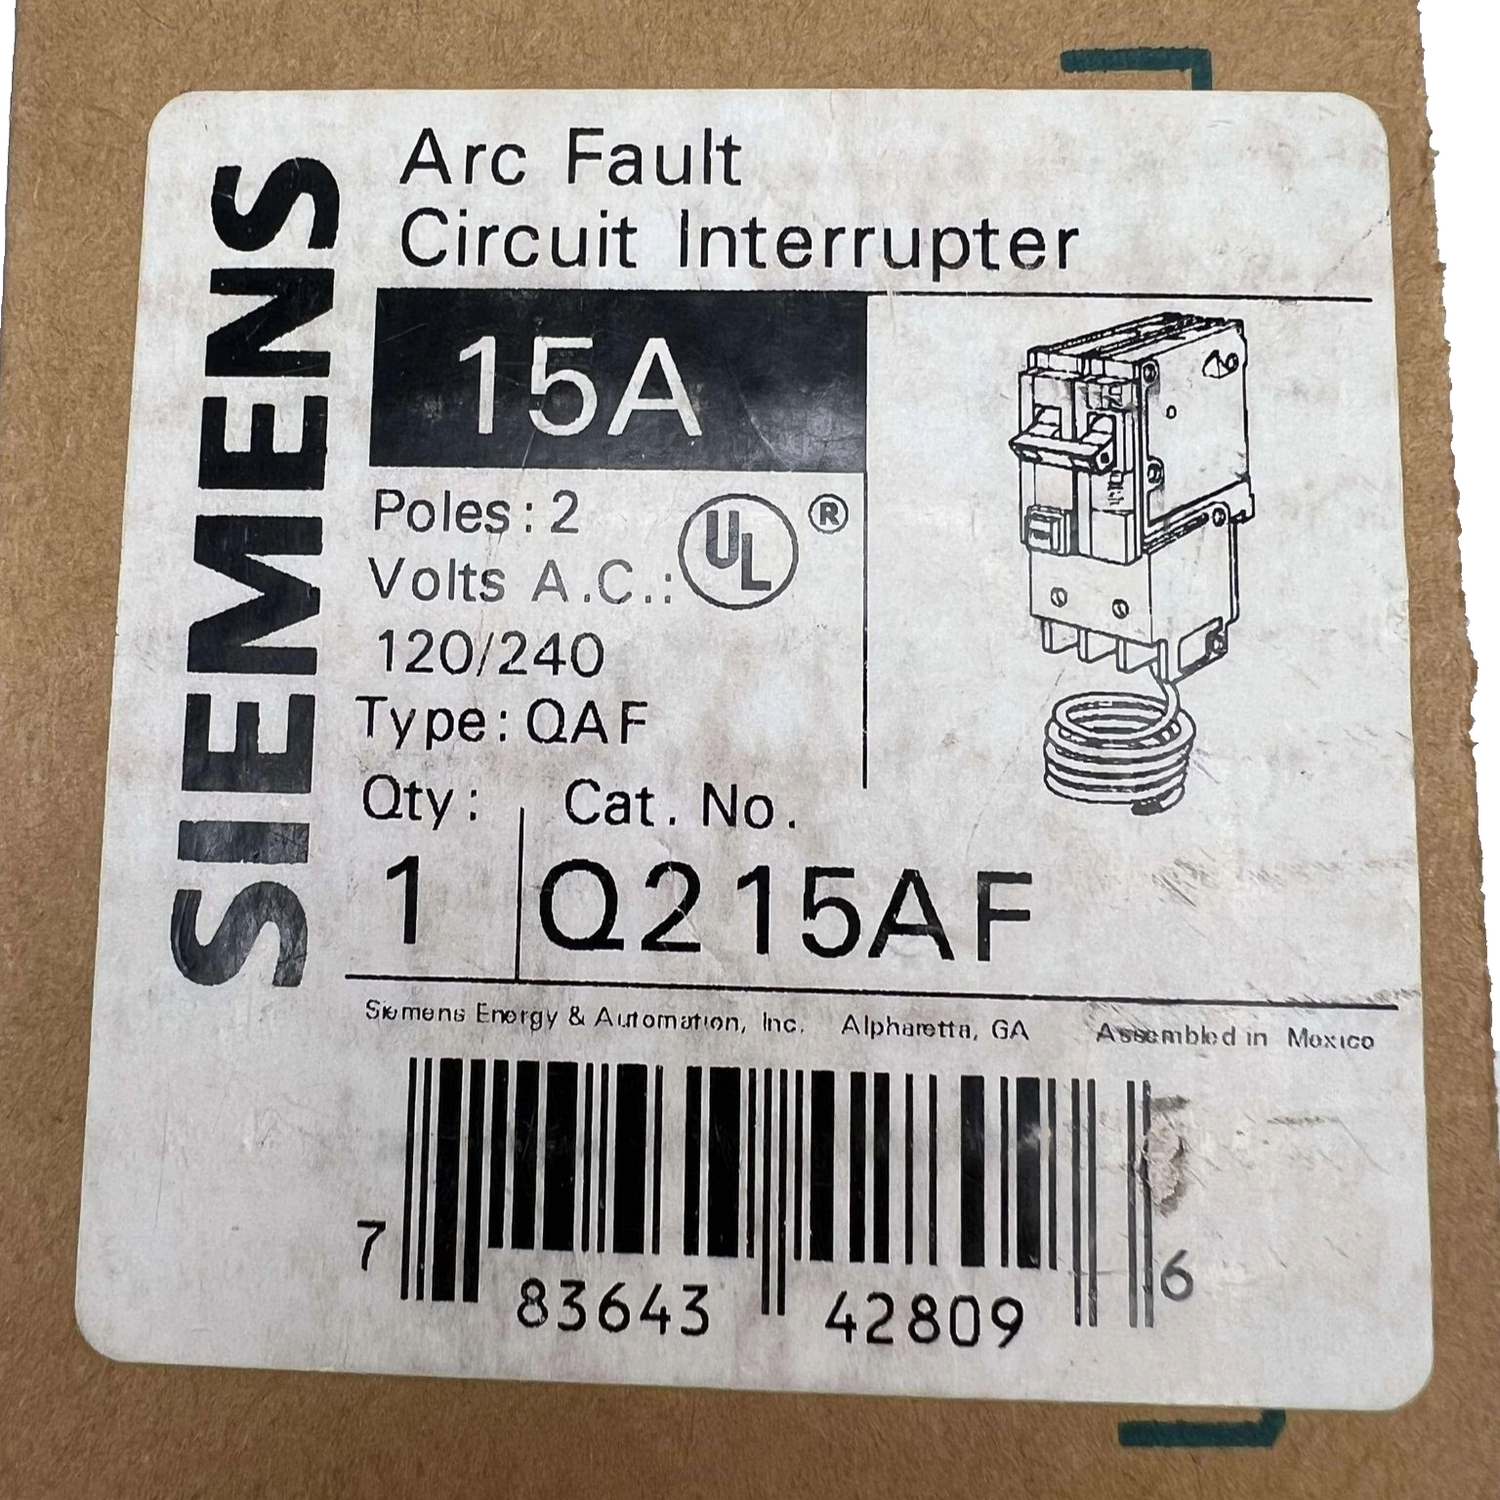 SIEMENS
Arc Fault
Circuit Interrupter
15A
Poles: 2
Volts A.C.:
UL ®
120/240
Type: QAF
Qty: Cat. No.
1 Q215AF
Siemens Energy & Automation, Inc. Alpharetta, GA Assembled in Mexico
7 83643 42809 6